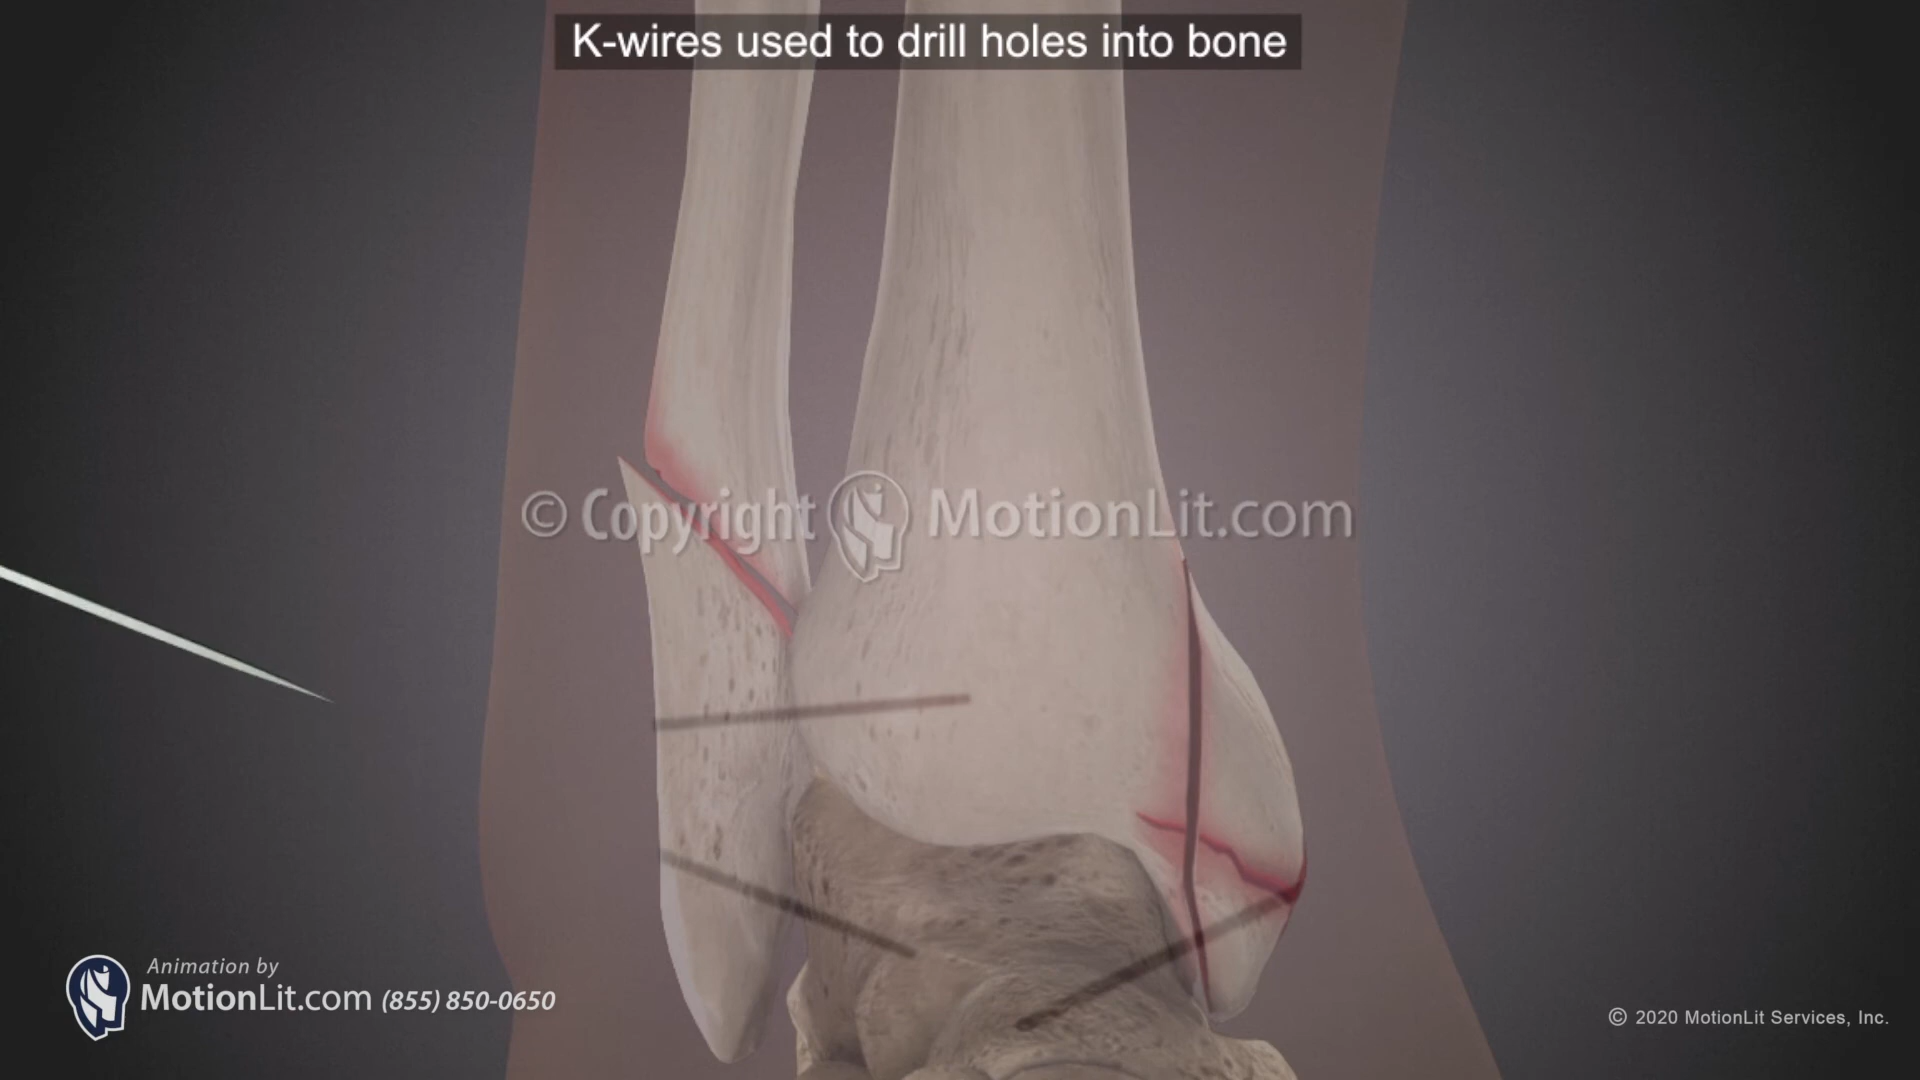 K-wires used to drill holes into bone
© Copyright MotionLit.com
Animation by
MotionLit.com (855) 850-0650
© 2020 MotionLit Services, Inc.